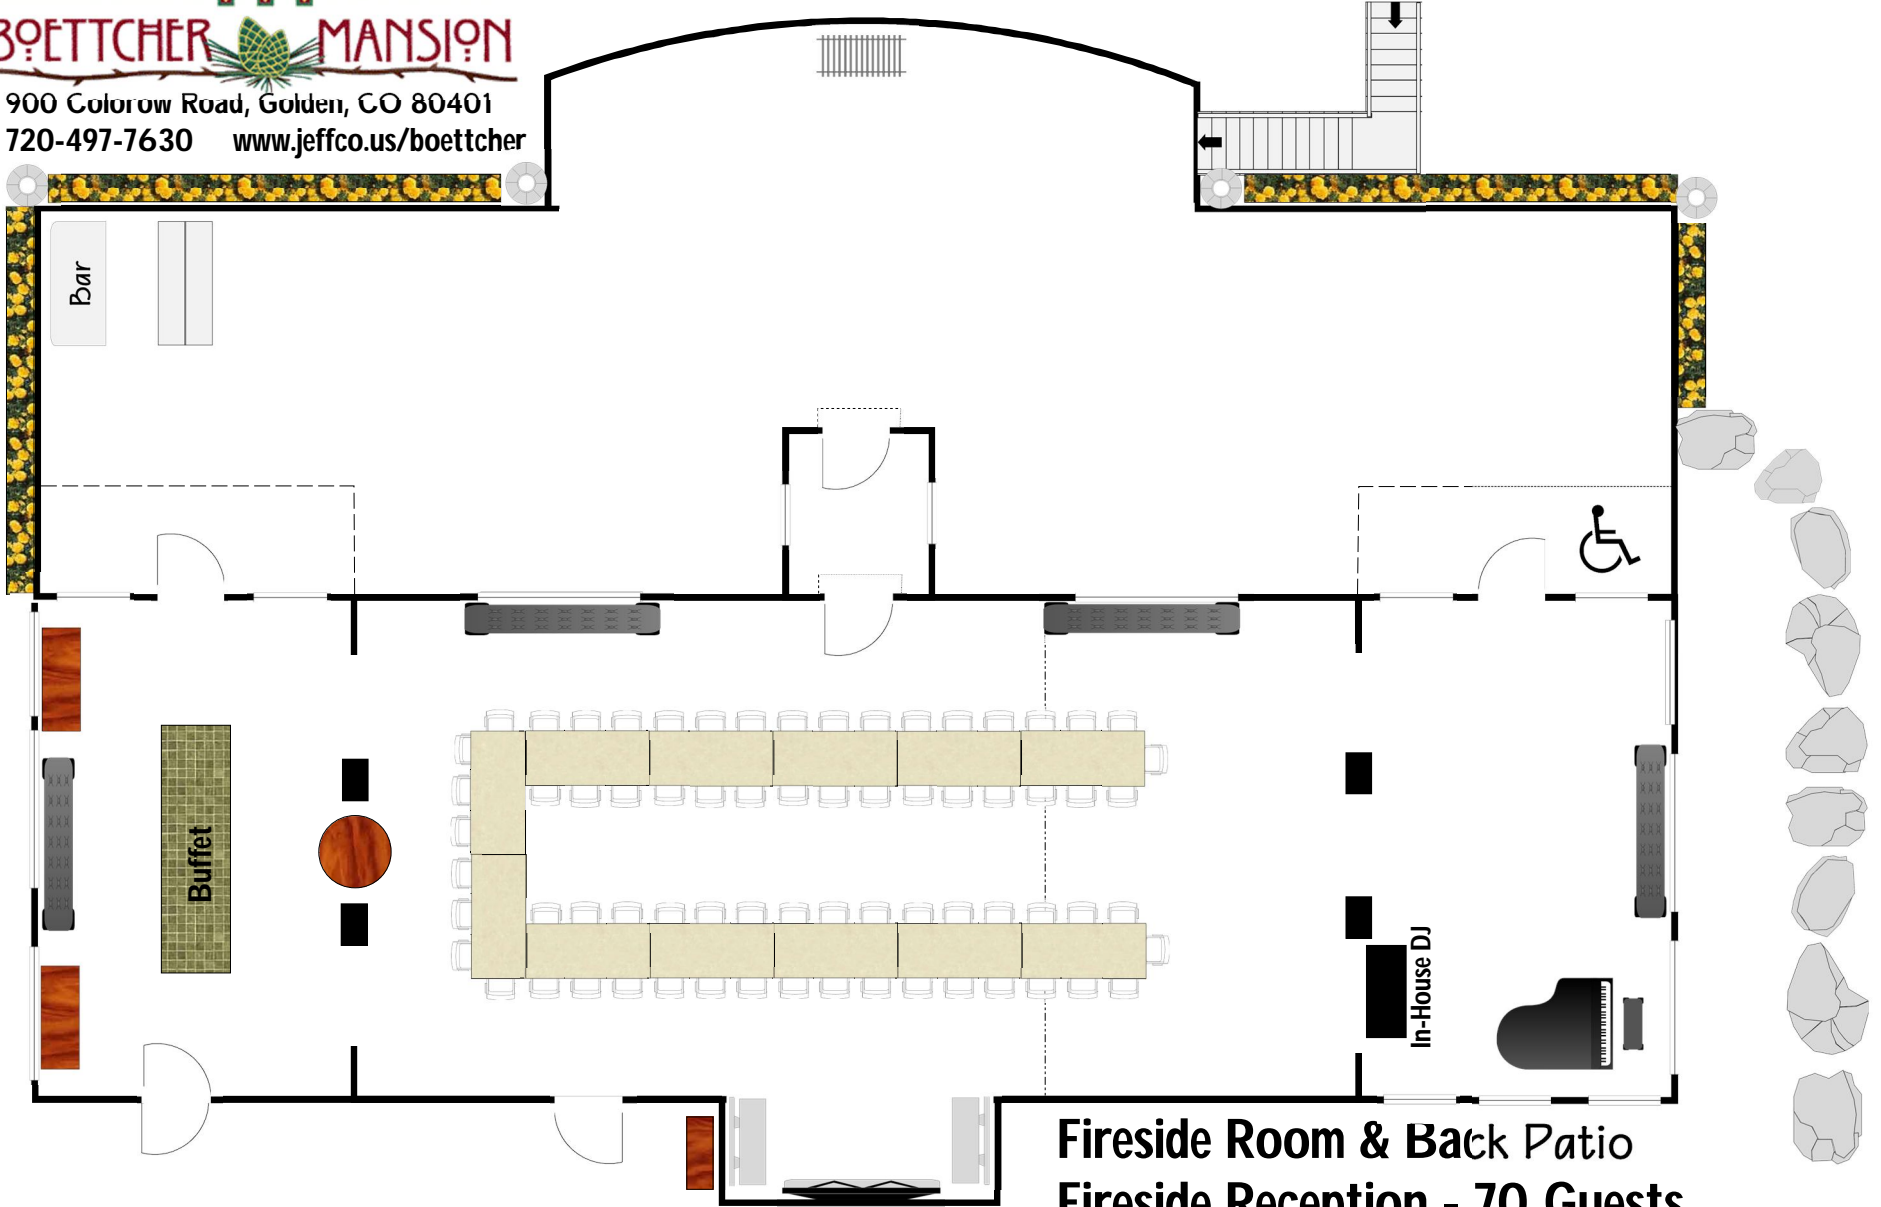 BOETTCHER MANSION
900 Colorow Road, Golden, CO 80401
720-497-7630 www.jeffco.us/boettcher
Bar
Buffet
In-House DJ
Fireside Room & Back Patio
Fireside Reception - 70 Guests